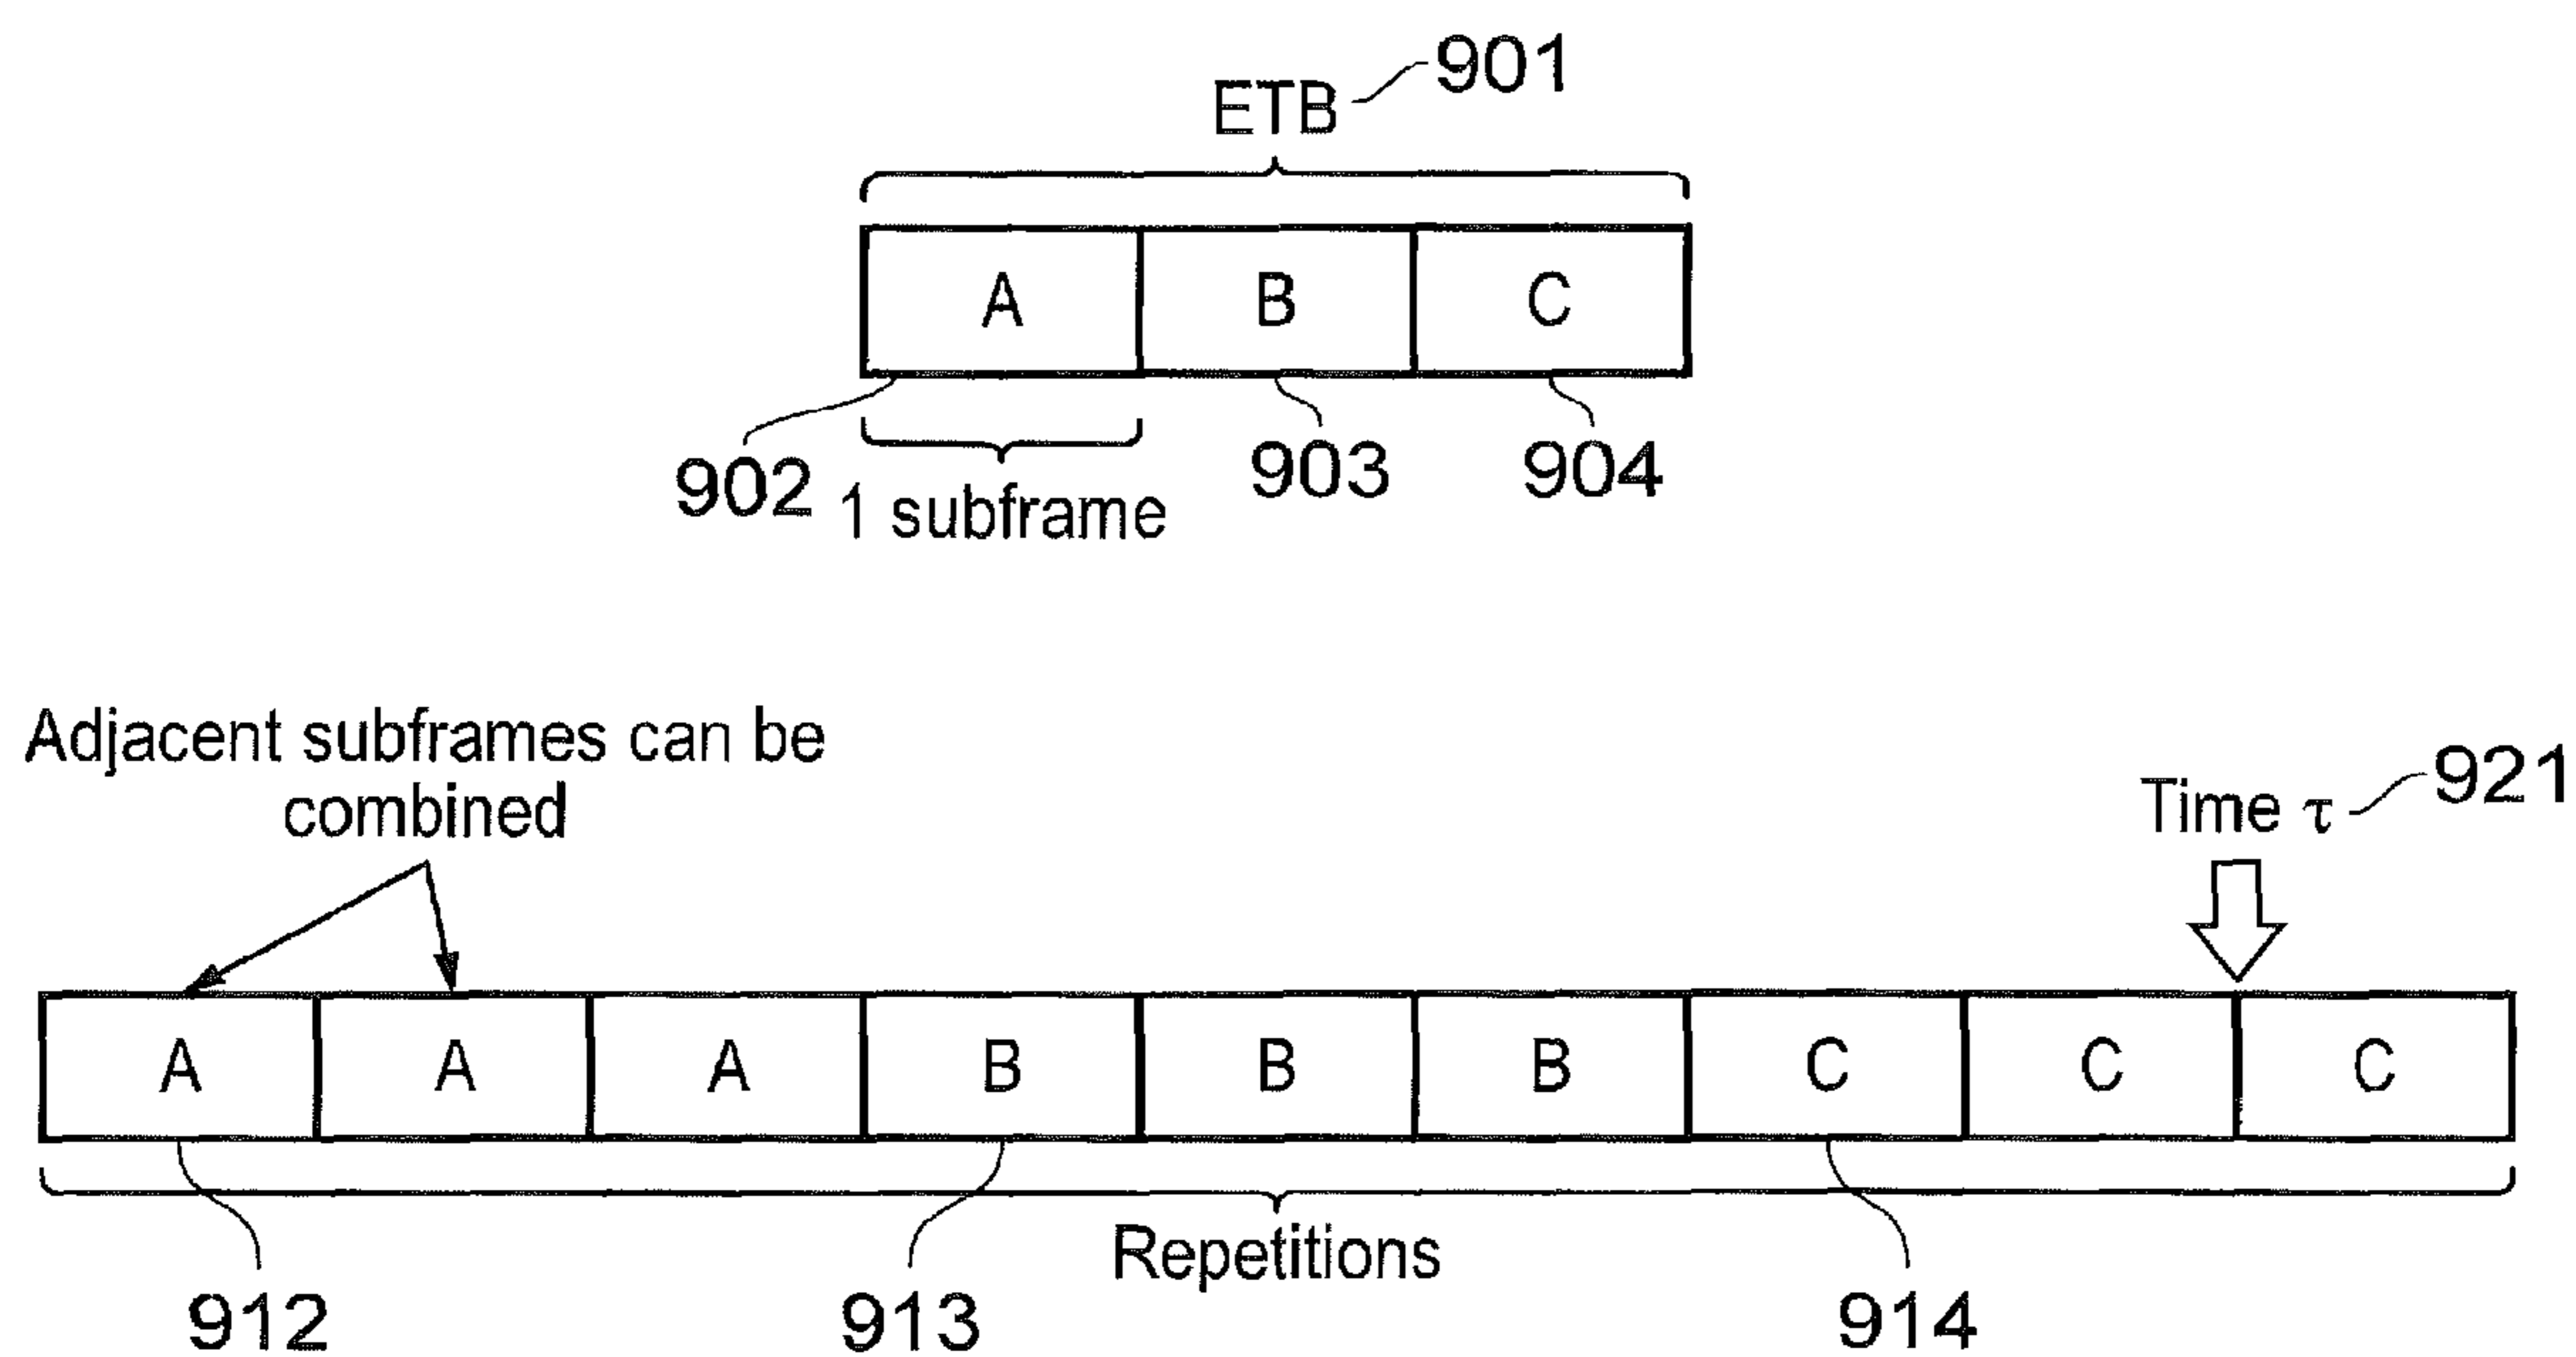 ETB 901
A B C
902 903 904
1 subframe
Adjacent subframes can be
combined
Time τ 921
A A A B B B C C C
Repetitions
912 913 914